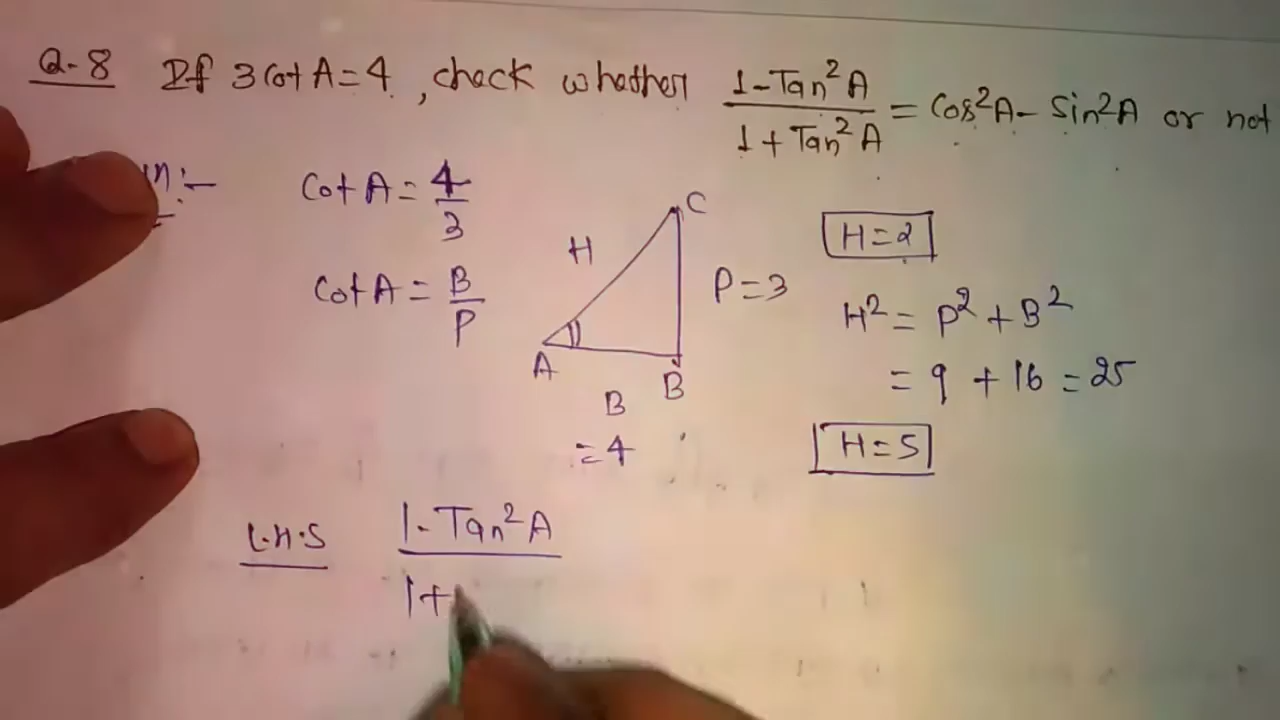 Q-8 If 3 Cot A = 4, check whether (1 - Tan²A)/(1 + Tan²A) = Cos²A - Sin²A or not
n:-
Cot A = 4/3
Cot A = B/P
C
H
P = 3
A
B
B
= 4
H = ?
H² = P² + B²
= 9 + 16 = 25
H = 5
L.H.S
1 - Tan²A
1 +